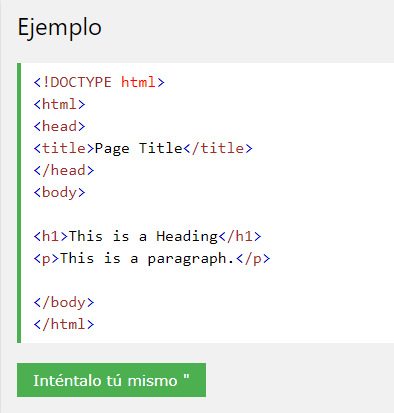 Ejemplo
<!DOCTYPE html>
<html>
<head>
<title>Page Title</title>
</head>
<body>
<h1>This is a Heading</h1>
<p>This is a paragraph.</p>
</body>
</html>
Inténtalo tú mismo "